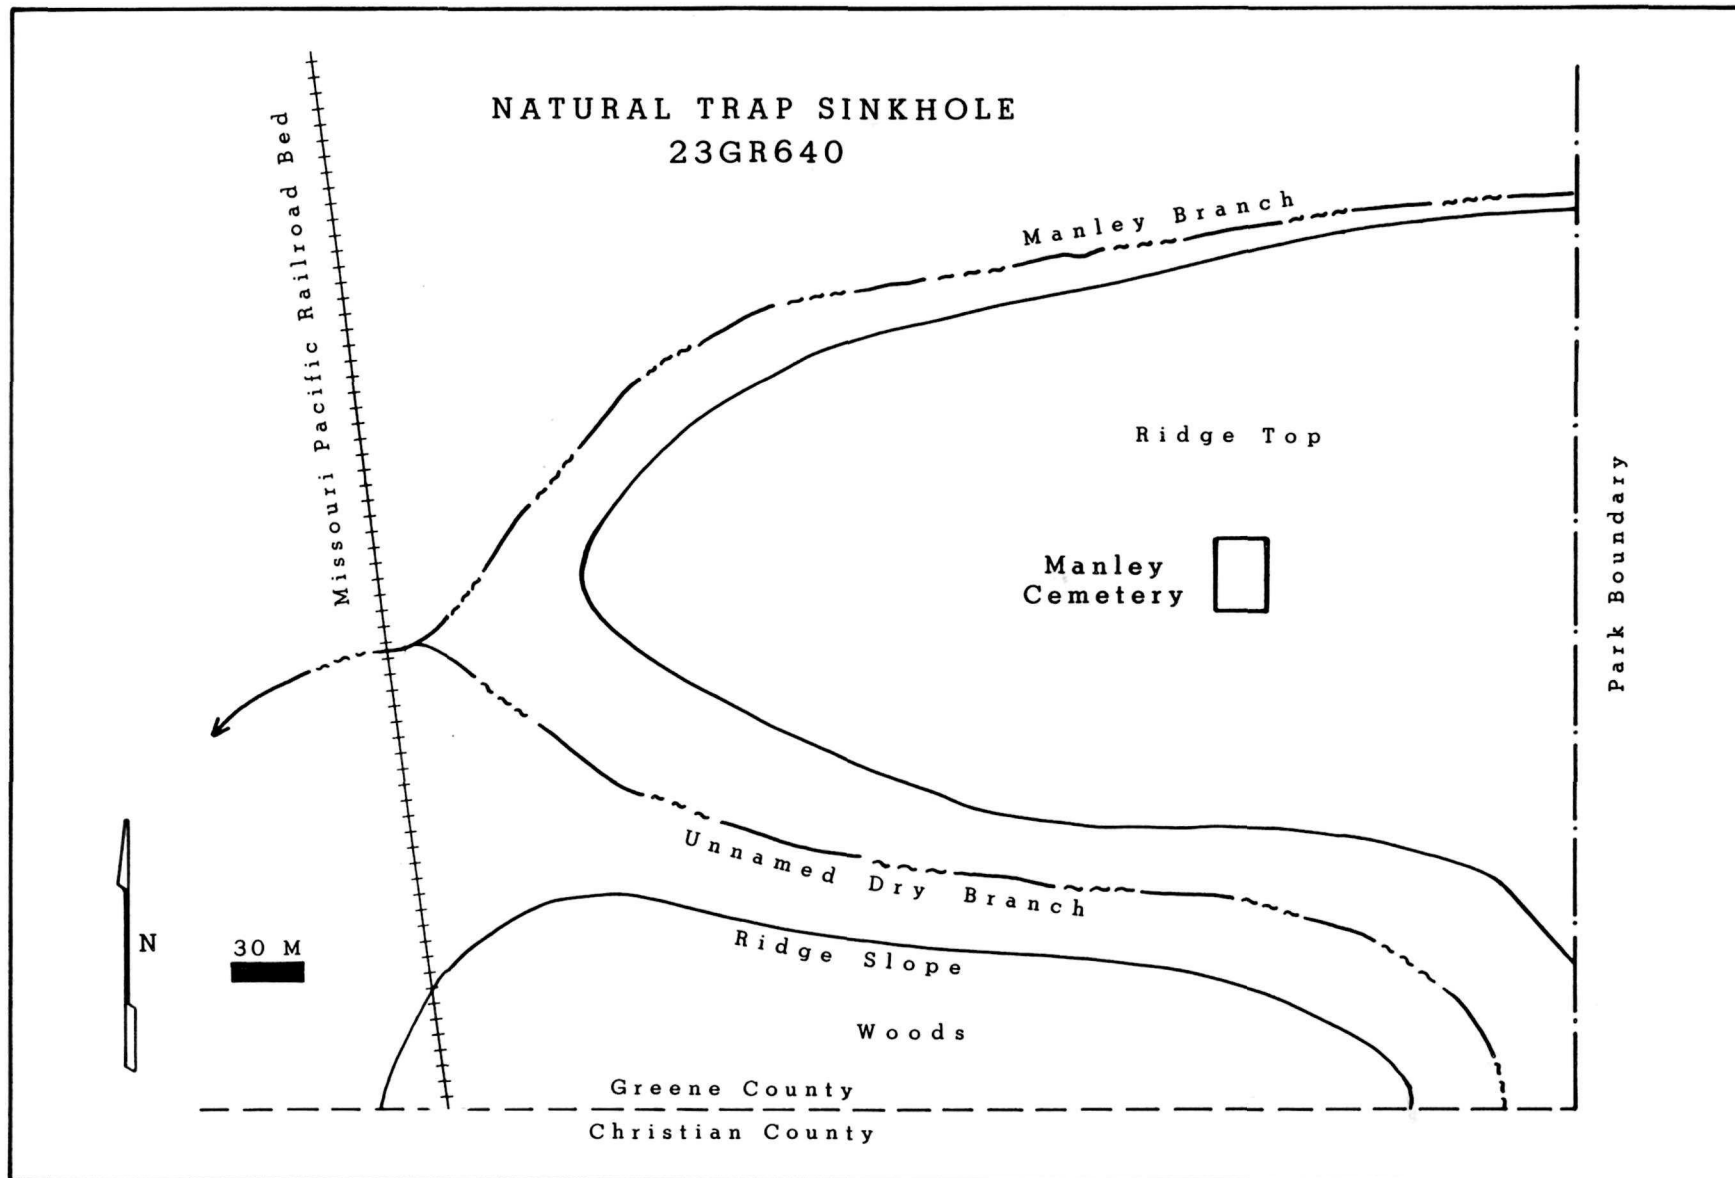 NATURAL TRAP SINKHOLE
23GR640
Missouri Pacific Railroad Bed
Manley Branch
Ridge Top
Manley
Cemetery
Park Boundary
Unnamed Dry Branch
Ridge Slope
N
30 M
Woods
Greene County
Christian County